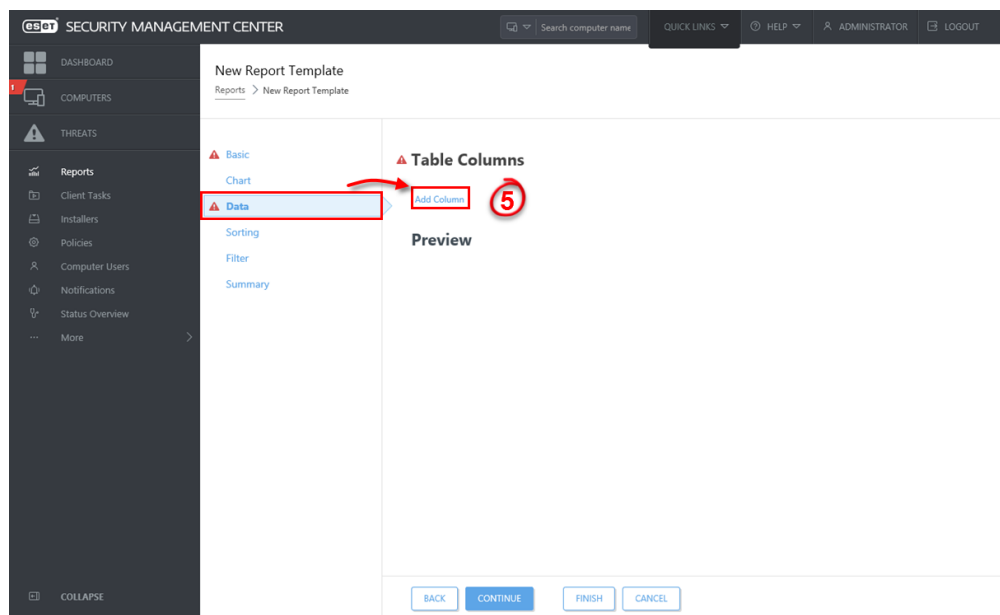 eset SECURITY MANAGEMENT CENTER
Search computer name
QUICK LINKS
HELP
ADMINISTRATOR
LOGOUT
DASHBOARD
1
COMPUTERS
THREATS
Reports
Client Tasks
Installers
Policies
Computer Users
Notifications
Status Overview
More
COLLAPSE
New Report Template
Reports > New Report Template
Basic
Chart
Data
Sorting
Filter
Summary
Table Columns
Add Column
5
Preview
BACK
CONTINUE
FINISH
CANCEL